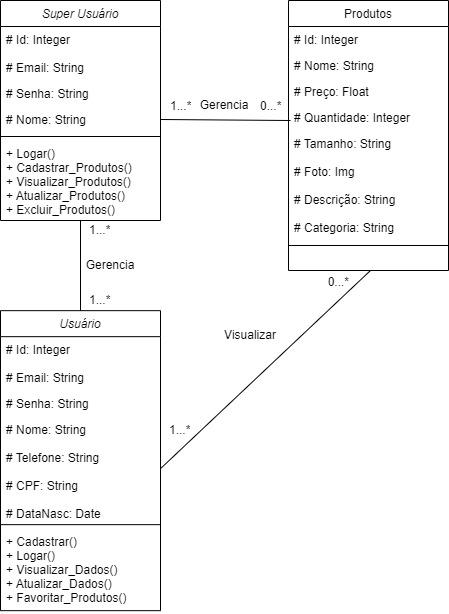 Super Usuário
# Id: Integer
# Email: String
# Senha: String
# Nome: String
+ Logar()
+ Cadastrar_Produtos()
+ Visualizar_Produtos()
+ Atualizar_Produtos()
+ Excluir_Produtos()
1...*
Gerencia
0...*
Produtos
# Id: Integer
# Nome: String
# Preço: Float
# Quantidade: Integer
# Tamanho: String
# Foto: Img
# Descrição: String
# Categoria: String
1...*
Gerencia
1...*
0...*
Visualizar
1...*
Usuário
# Id: Integer
# Email: String
# Senha: String
# Nome: String
# Telefone: String
# CPF: String
# DataNasc: Date
+ Cadastrar()
+ Logar()
+ Visualizar_Dados()
+ Atualizar_Dados()
+ Favoritar_Produtos()